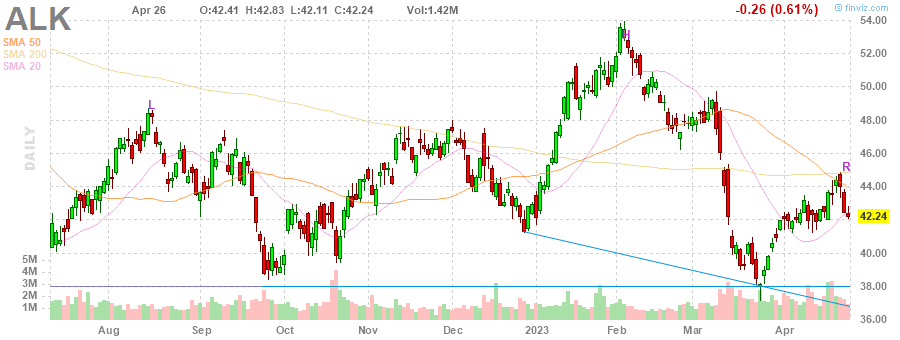 ALK Apr 26 O:42.41 H:42.83 L:42.11 C:42.24 Vol:1.42M -0.26 (0.61%) @ finviz.com
SMA 50
SMA 200
SMA 20
DAILY
L
H
R
54.00
52.00
50.00
48.00
46.00
44.00
42.24
40.00
38.00
36.00
5M
4M
3M
2M
1M
Aug Sep Oct Nov Dec 2023 Feb Mar Apr